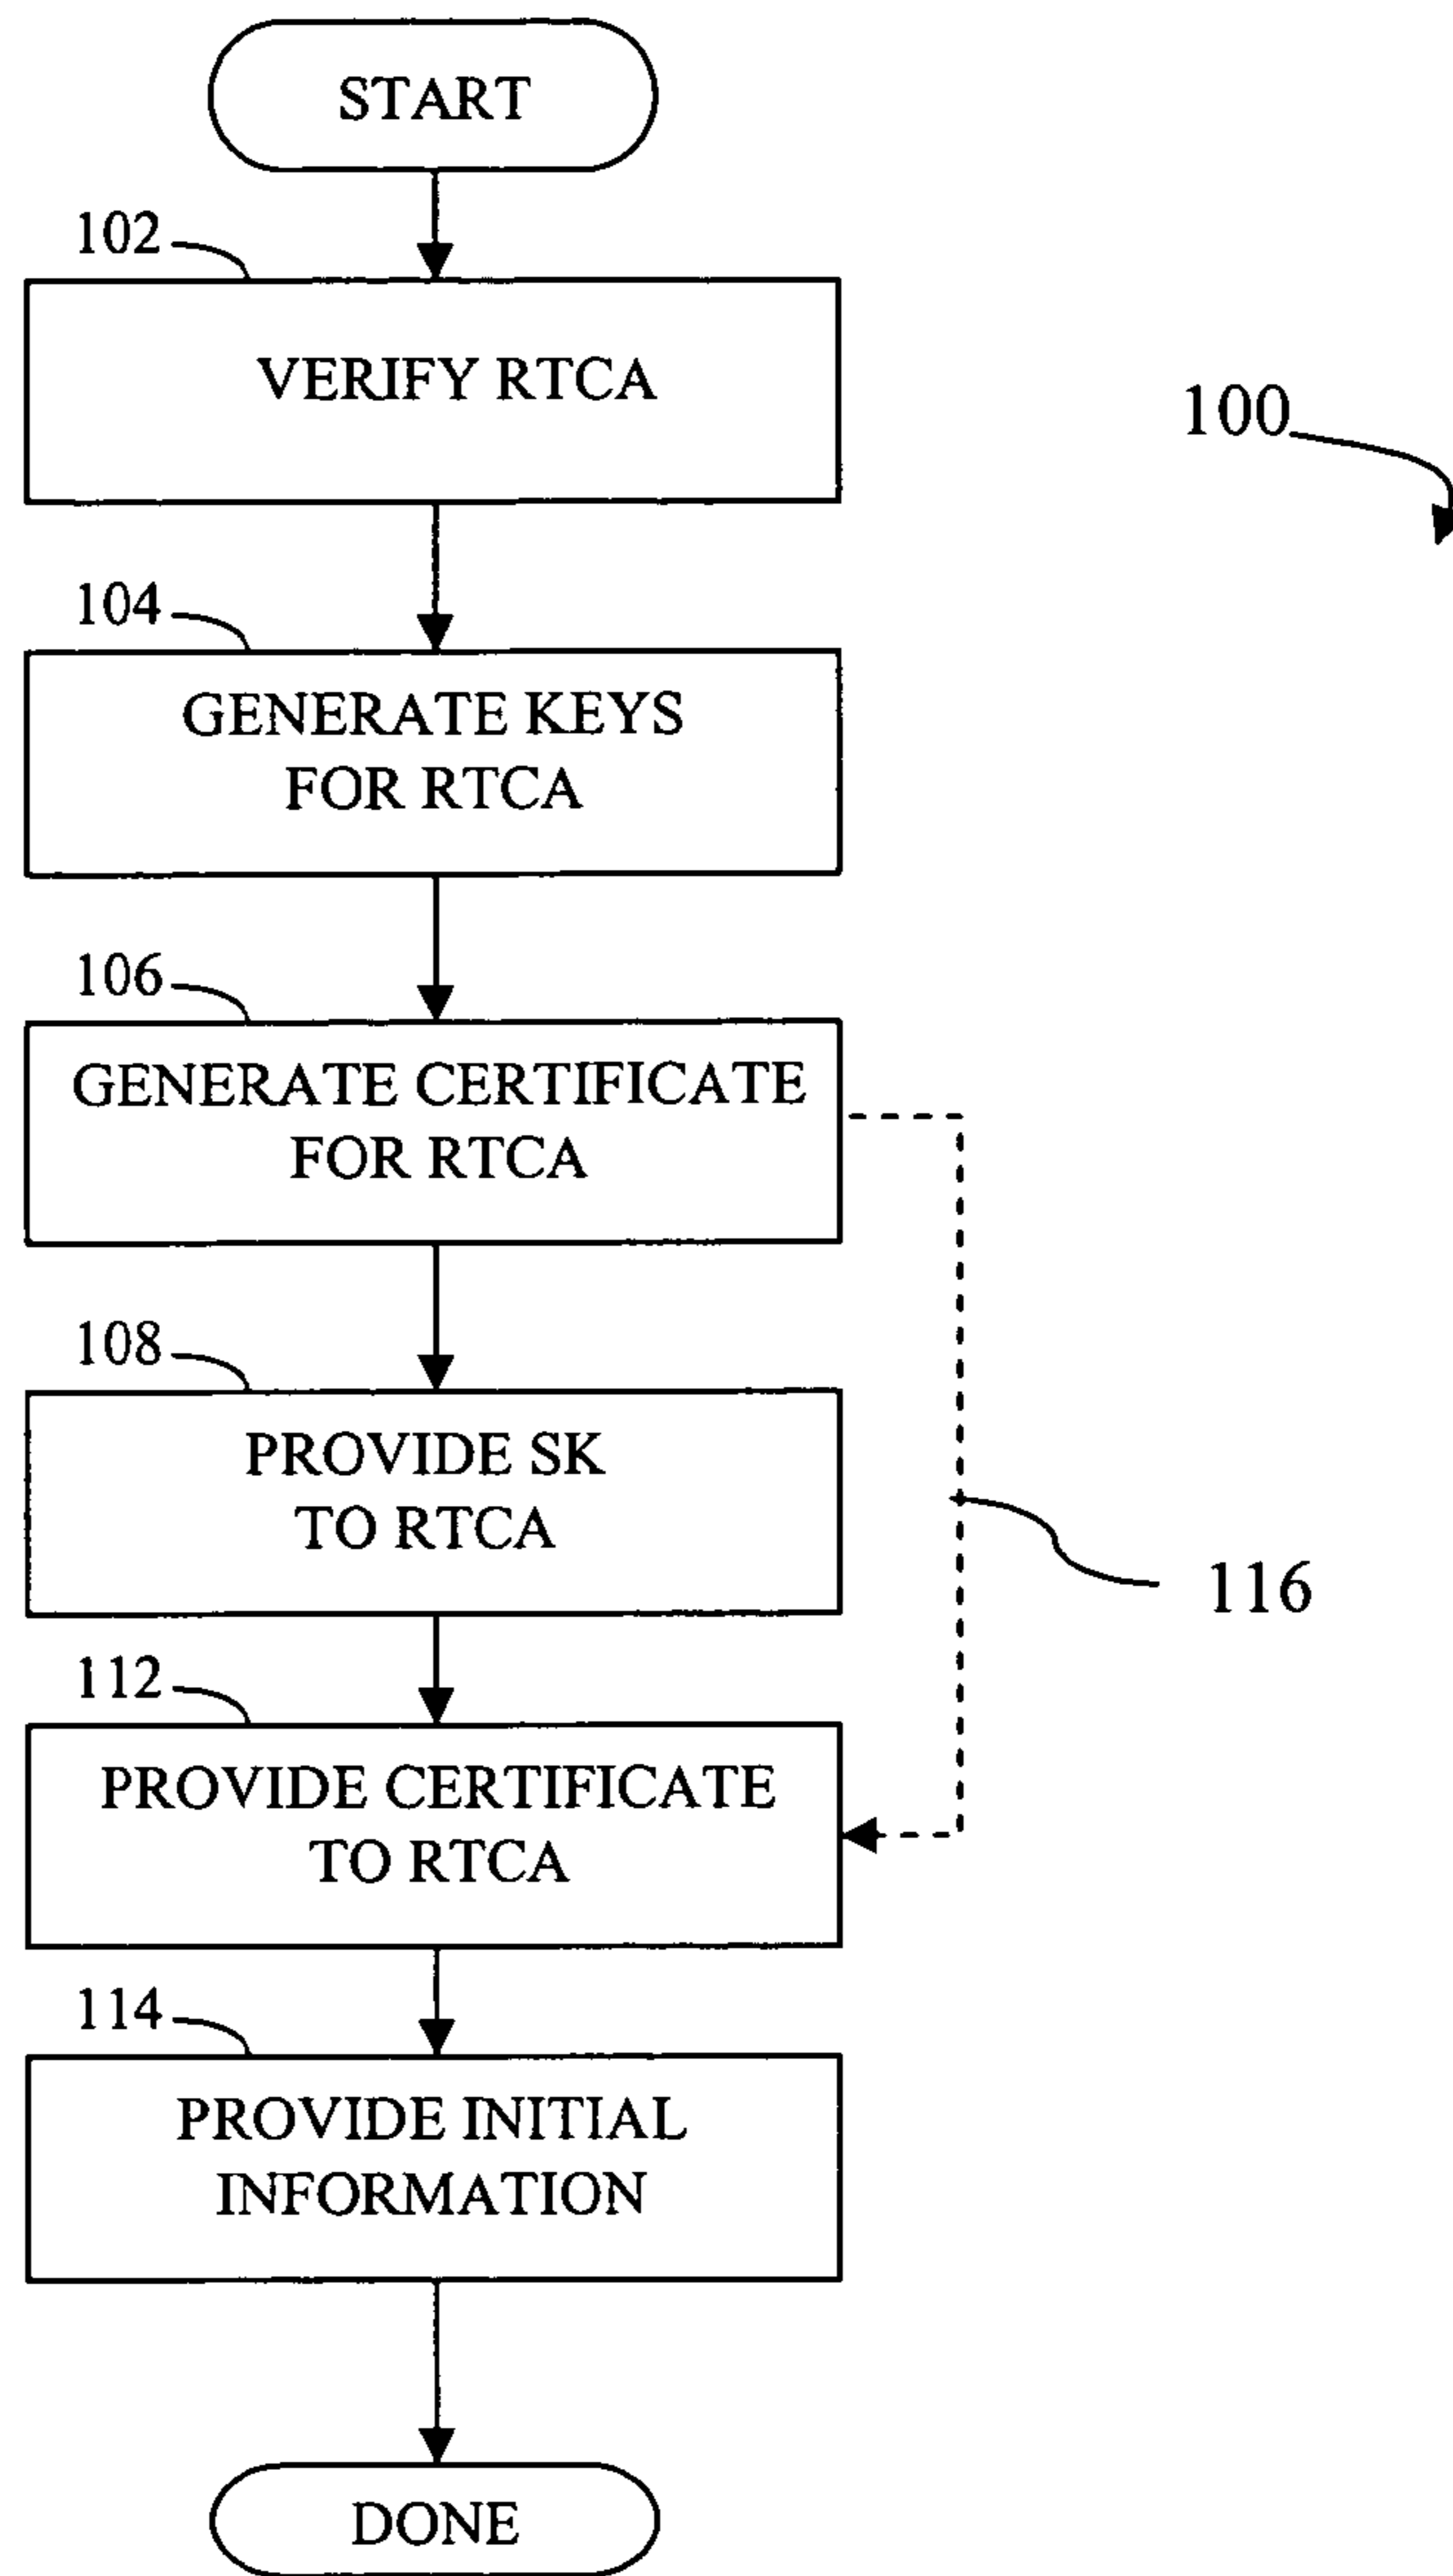 START
102
VERIFY RTCA
100
104
GENERATE KEYS
FOR RTCA
106
GENERATE CERTIFICATE
FOR RTCA
108
PROVIDE SK
TO RTCA
116
112
PROVIDE CERTIFICATE
TO RTCA
114
PROVIDE INITIAL
INFORMATION
DONE